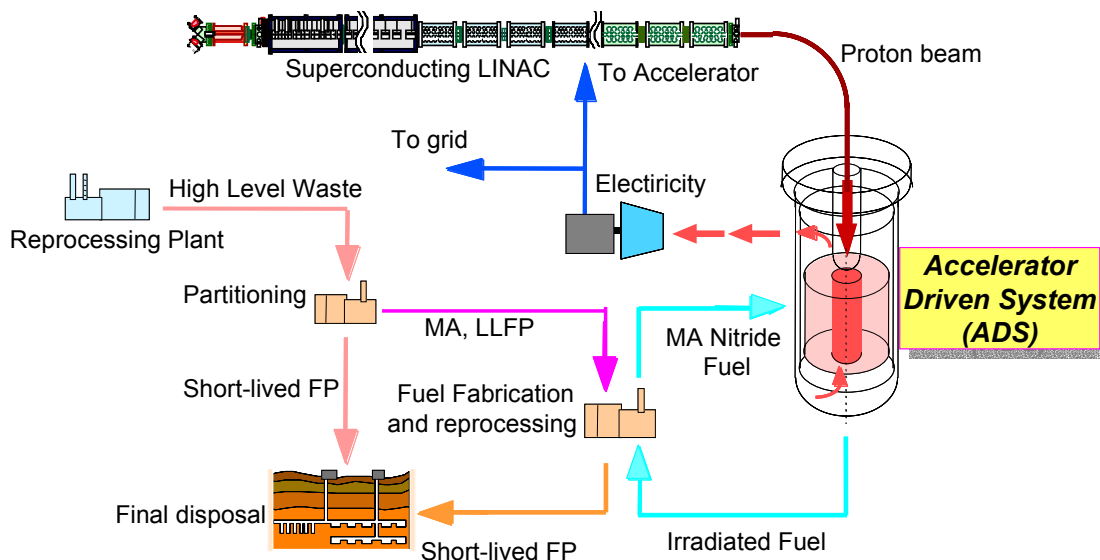 Superconducting LINAC
To Accelerator
Proton beam
To grid
Electiricity
High Level Waste
Reprocessing Plant
Accelerator
Driven System
(ADS)
Partitioning
MA, LLFP
MA Nitride
Fuel
Short-lived FP
Fuel Fabrication
and reprocessing
Final disposal
Short-lived FP
Irradiated Fuel